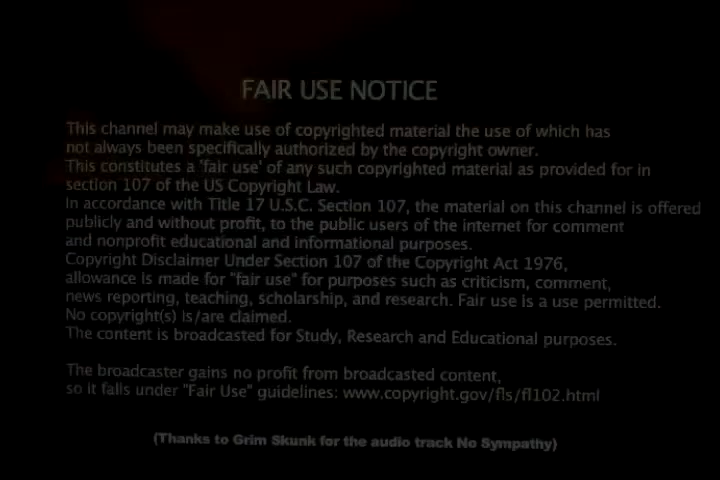 FAIR USE NOTICE
This channel may make use of copyrighted material the use of which has
not always been specifically authorized by the copyright owner.
This constitutes a 'fair use' of any such copyrighted material as provided for in
section 107 of the US Copyright Law.
In accordance with Title 17 U.S.C. Section 107, the material on this channel is offered
publicly and without profit, to the public users of the internet for comment
and nonprofit educational and informational purposes.
Copyright Disclaimer Under Section 107 of the Copyright Act 1976,
allowance is made for "fair use" for purposes such as criticism, comment,
news reporting, teaching, scholarship, and research. Fair use is a use permitted.
No copyright(s) is/are claimed.
The content is broadcasted for Study, Research and Educational purposes.
The broadcaster gains no profit from broadcasted content,
so it falls under "Fair Use" guidelines: www.copyright.gov/fls/fl102.html
(Thanks to Grim Skunk for the audio track No Sympathy)